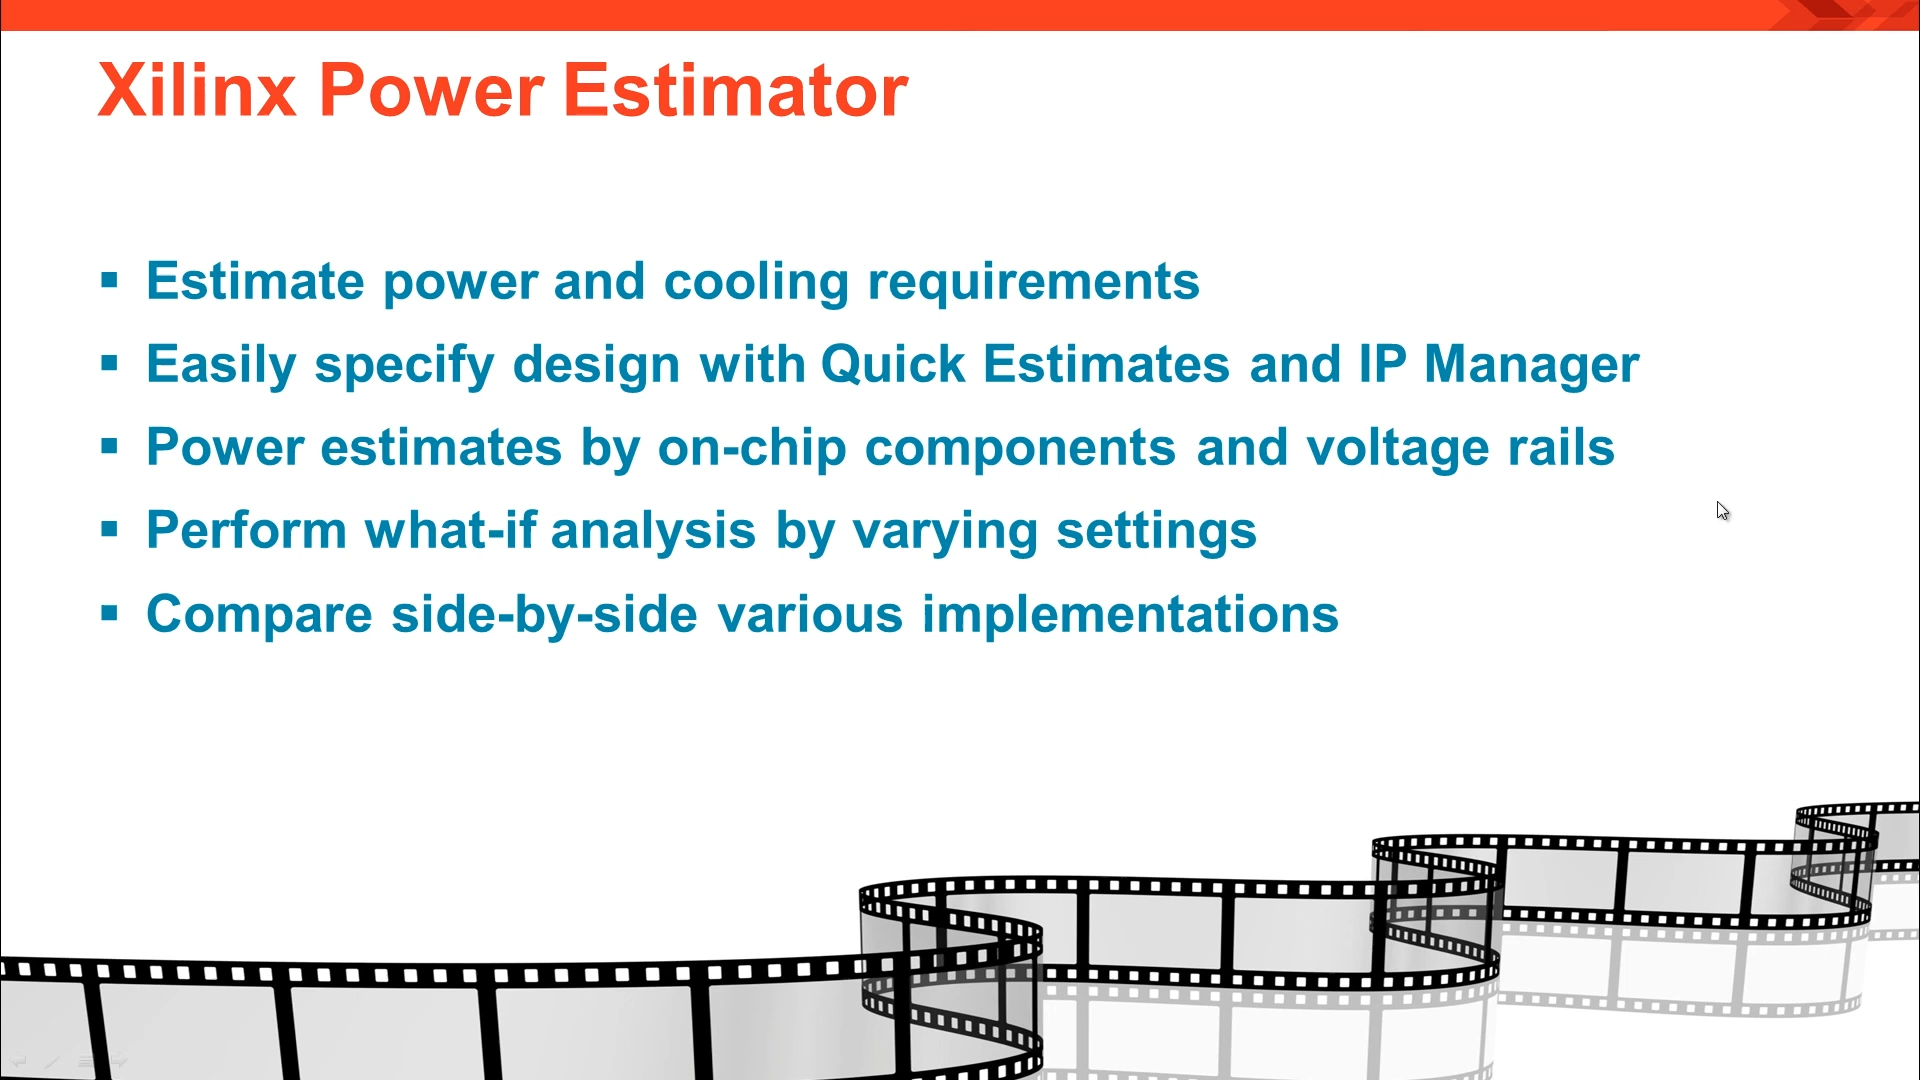 Xilinx Power Estimator
▪ Estimate power and cooling requirements
▪ Easily specify design with Quick Estimates and IP Manager
▪ Power estimates by on-chip components and voltage rails
▪ Perform what-if analysis by varying settings
▪ Compare side-by-side various implementations